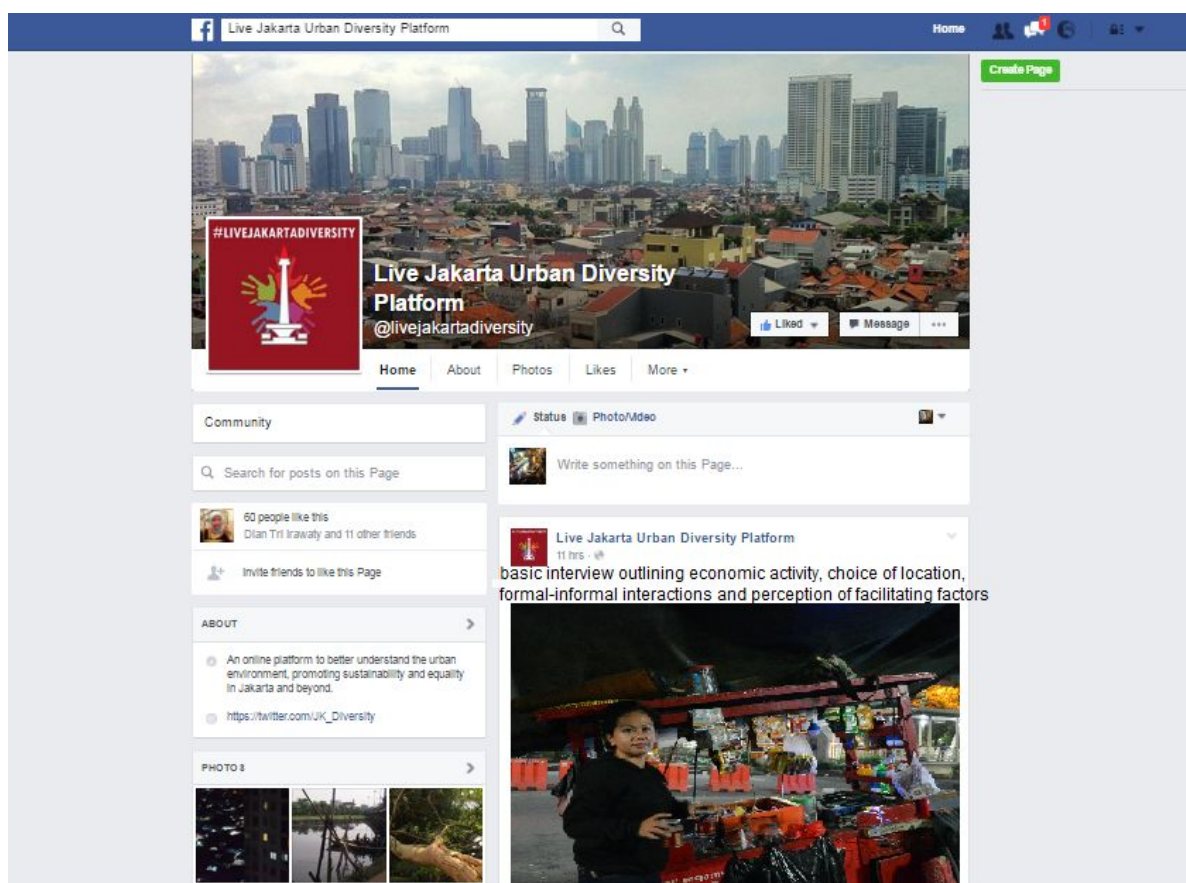 Live Jakarta Urban Diversity Platform
Home
1
Create Page
#LIVEJAKARTADIVERSITY
Live Jakarta Urban Diversity
Platform
@livejakartadiversity
Liked
Message
Home About Photos Likes More
Community
Search for posts on this Page
60 people like this
Dian Tri Irawaty and 11 other friends
Invite friends to like this Page
ABOUT
An online platform to better understand the urban
environment, promoting sustainability and equality
in Jakarta and beyond.
https://twitter.com/JK_Diversity
PHOTOS
Status Photo/Video
Write something on this Page...
Live Jakarta Urban Diversity Platform
11 hrs
basic interview outlining economic activity, choice of location,
formal-informal interactions and perception of facilitating factors